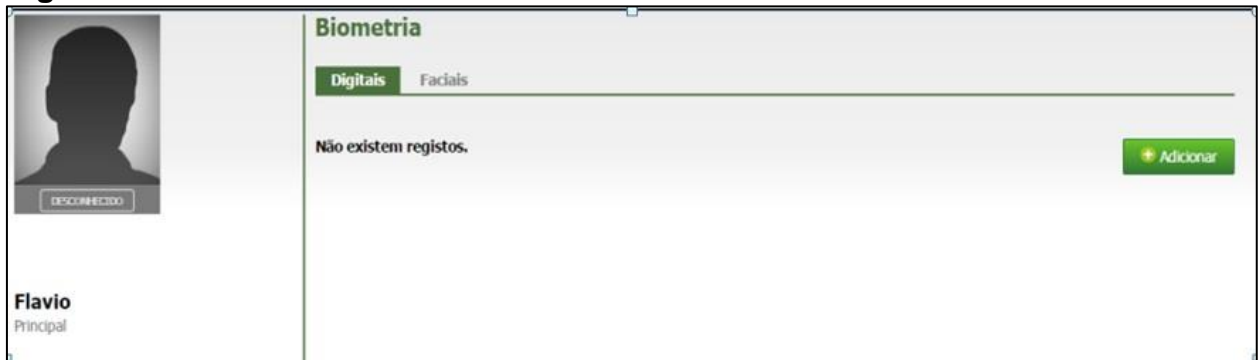 Biometria
Digitais Faciais
Não existem registos.
Adicionar
DESCONHECIDO
Flavio
Principal